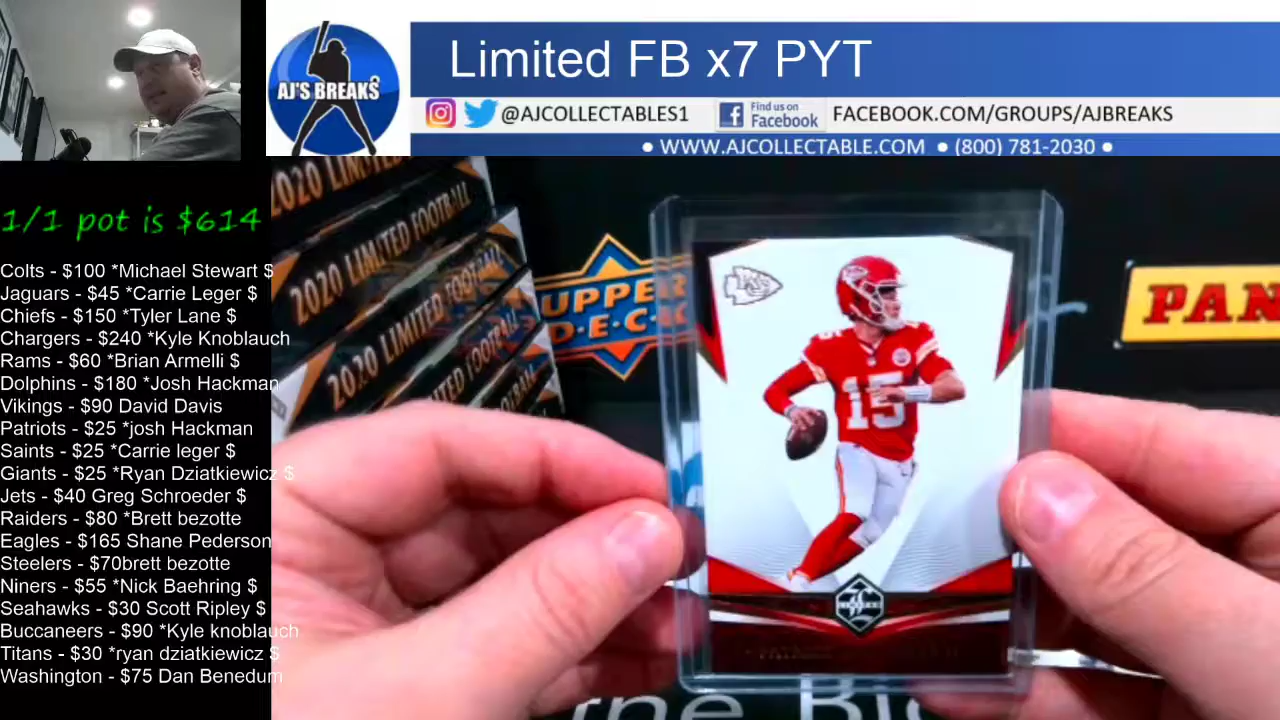 Limited FB x7 PYT
AJ'S BREAKS
@AJCOLLECTABLES1
Find us on
Facebook
FACEBOOK.COM/GROUPS/AJBREAKS
• WWW.AJCOLLECTABLE.COM • (800) 781-2030 •
1/1 pot is $614
Colts - $100 *Michael Stewart $
Jaguars - $45 *Carrie Leger $
Chiefs - $150 *Tyler Lane $
Chargers - $240 *Kyle Knoblauch
Rams - $60 *Brian Armelli $
Dolphins - $180 *Josh Hackman
Vikings - $90 David Davis
Patriots - $25 *josh Hackman
Saints - $25 *Carrie leger $
Giants - $25 *Ryan Dziatkiewicz $
Jets - $40 Greg Schroeder $
Raiders - $80 *Brett bezotte
Eagles - $165 Shane Pederson
Steelers - $70brett bezotte
Niners - $55 *Nick Baehring $
Seahawks - $30 Scott Ripley $
Buccaneers - $90 *Kyle knoblauch
Titans - $30 *ryan dziatkiewicz $
Washington - $75 Dan Benedum
2020 LIMITED FOOTBALL
2020 LIMITED FOOTBALL
UPPER
DECK
PAN
KC
15
LIMITED
the